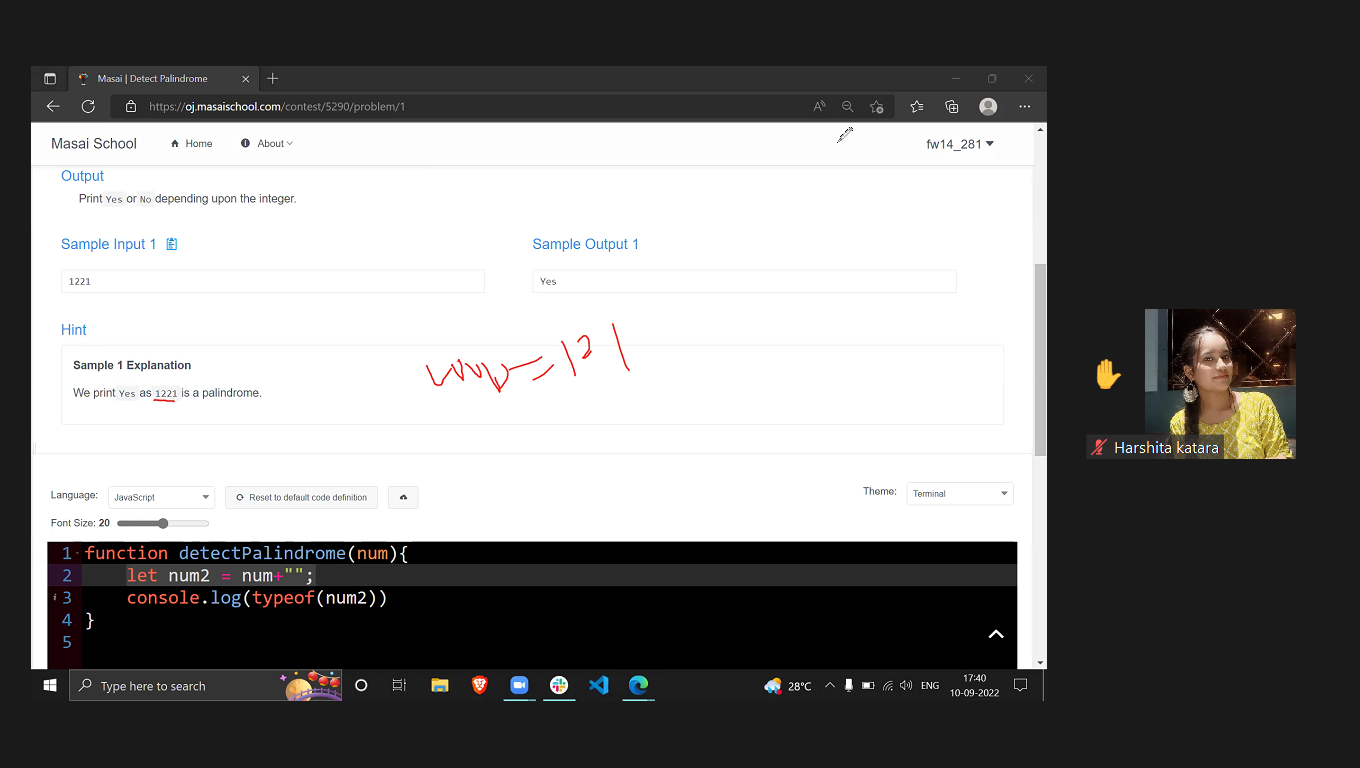 Masai | Detect Palindrome
https://oj.masaischool.com/contest/5290/problem/1
Masai School
Home
About
fw14_281
Output
Print Yes or No depending upon the integer.
Sample Input 1
Sample Output 1
1221
Yes
Hint
Sample 1 Explanation
We print Yes as 1221 is a palindrome.
= 121
Language:
JavaScript
Reset to default code definition
Theme:
Terminal
Font Size: 20
1 function detectPalindrome(num){
2 let num2 = num+"";
3 console.log(typeof(num2))
4 }
5
Type here to search
28°C
ENG
17:40
10-09-2022
Harshita katara